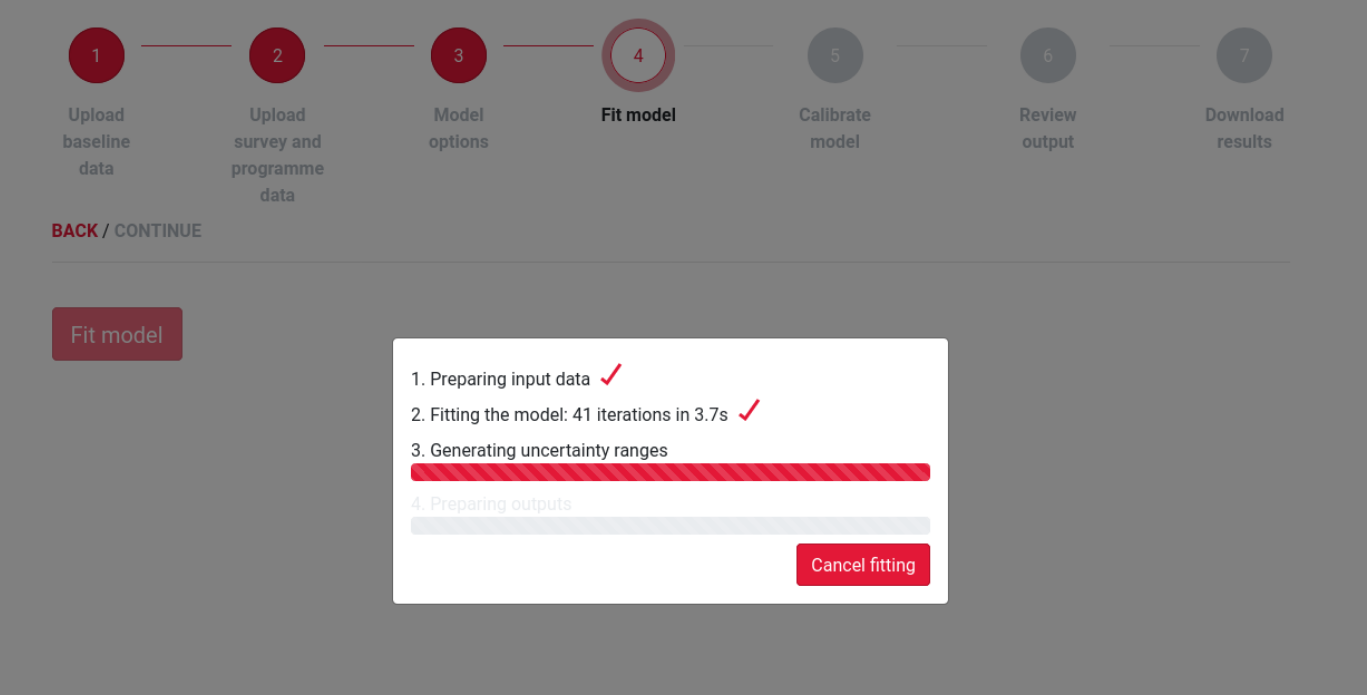 1
2
3
4
5
6
7
Upload baseline data
Upload survey and programme data
Model options
Fit model
Calibrate model
Review output
Download results
BACK / CONTINUE
Fit model
1. Preparing input data
2. Fitting the model: 41 iterations in 3.7s
3. Generating uncertainty ranges
4. Preparing outputs
Cancel fitting